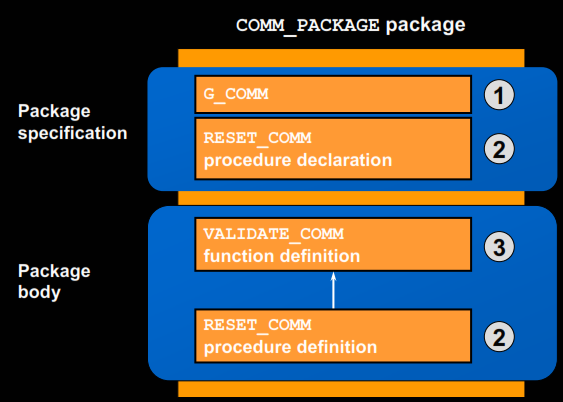 COMM_PACKAGE package
Package
specification
G_COMM
1
RESET_COMM
procedure declaration
2
Package
body
VALIDATE_COMM
function definition
3
RESET_COMM
procedure definition
2